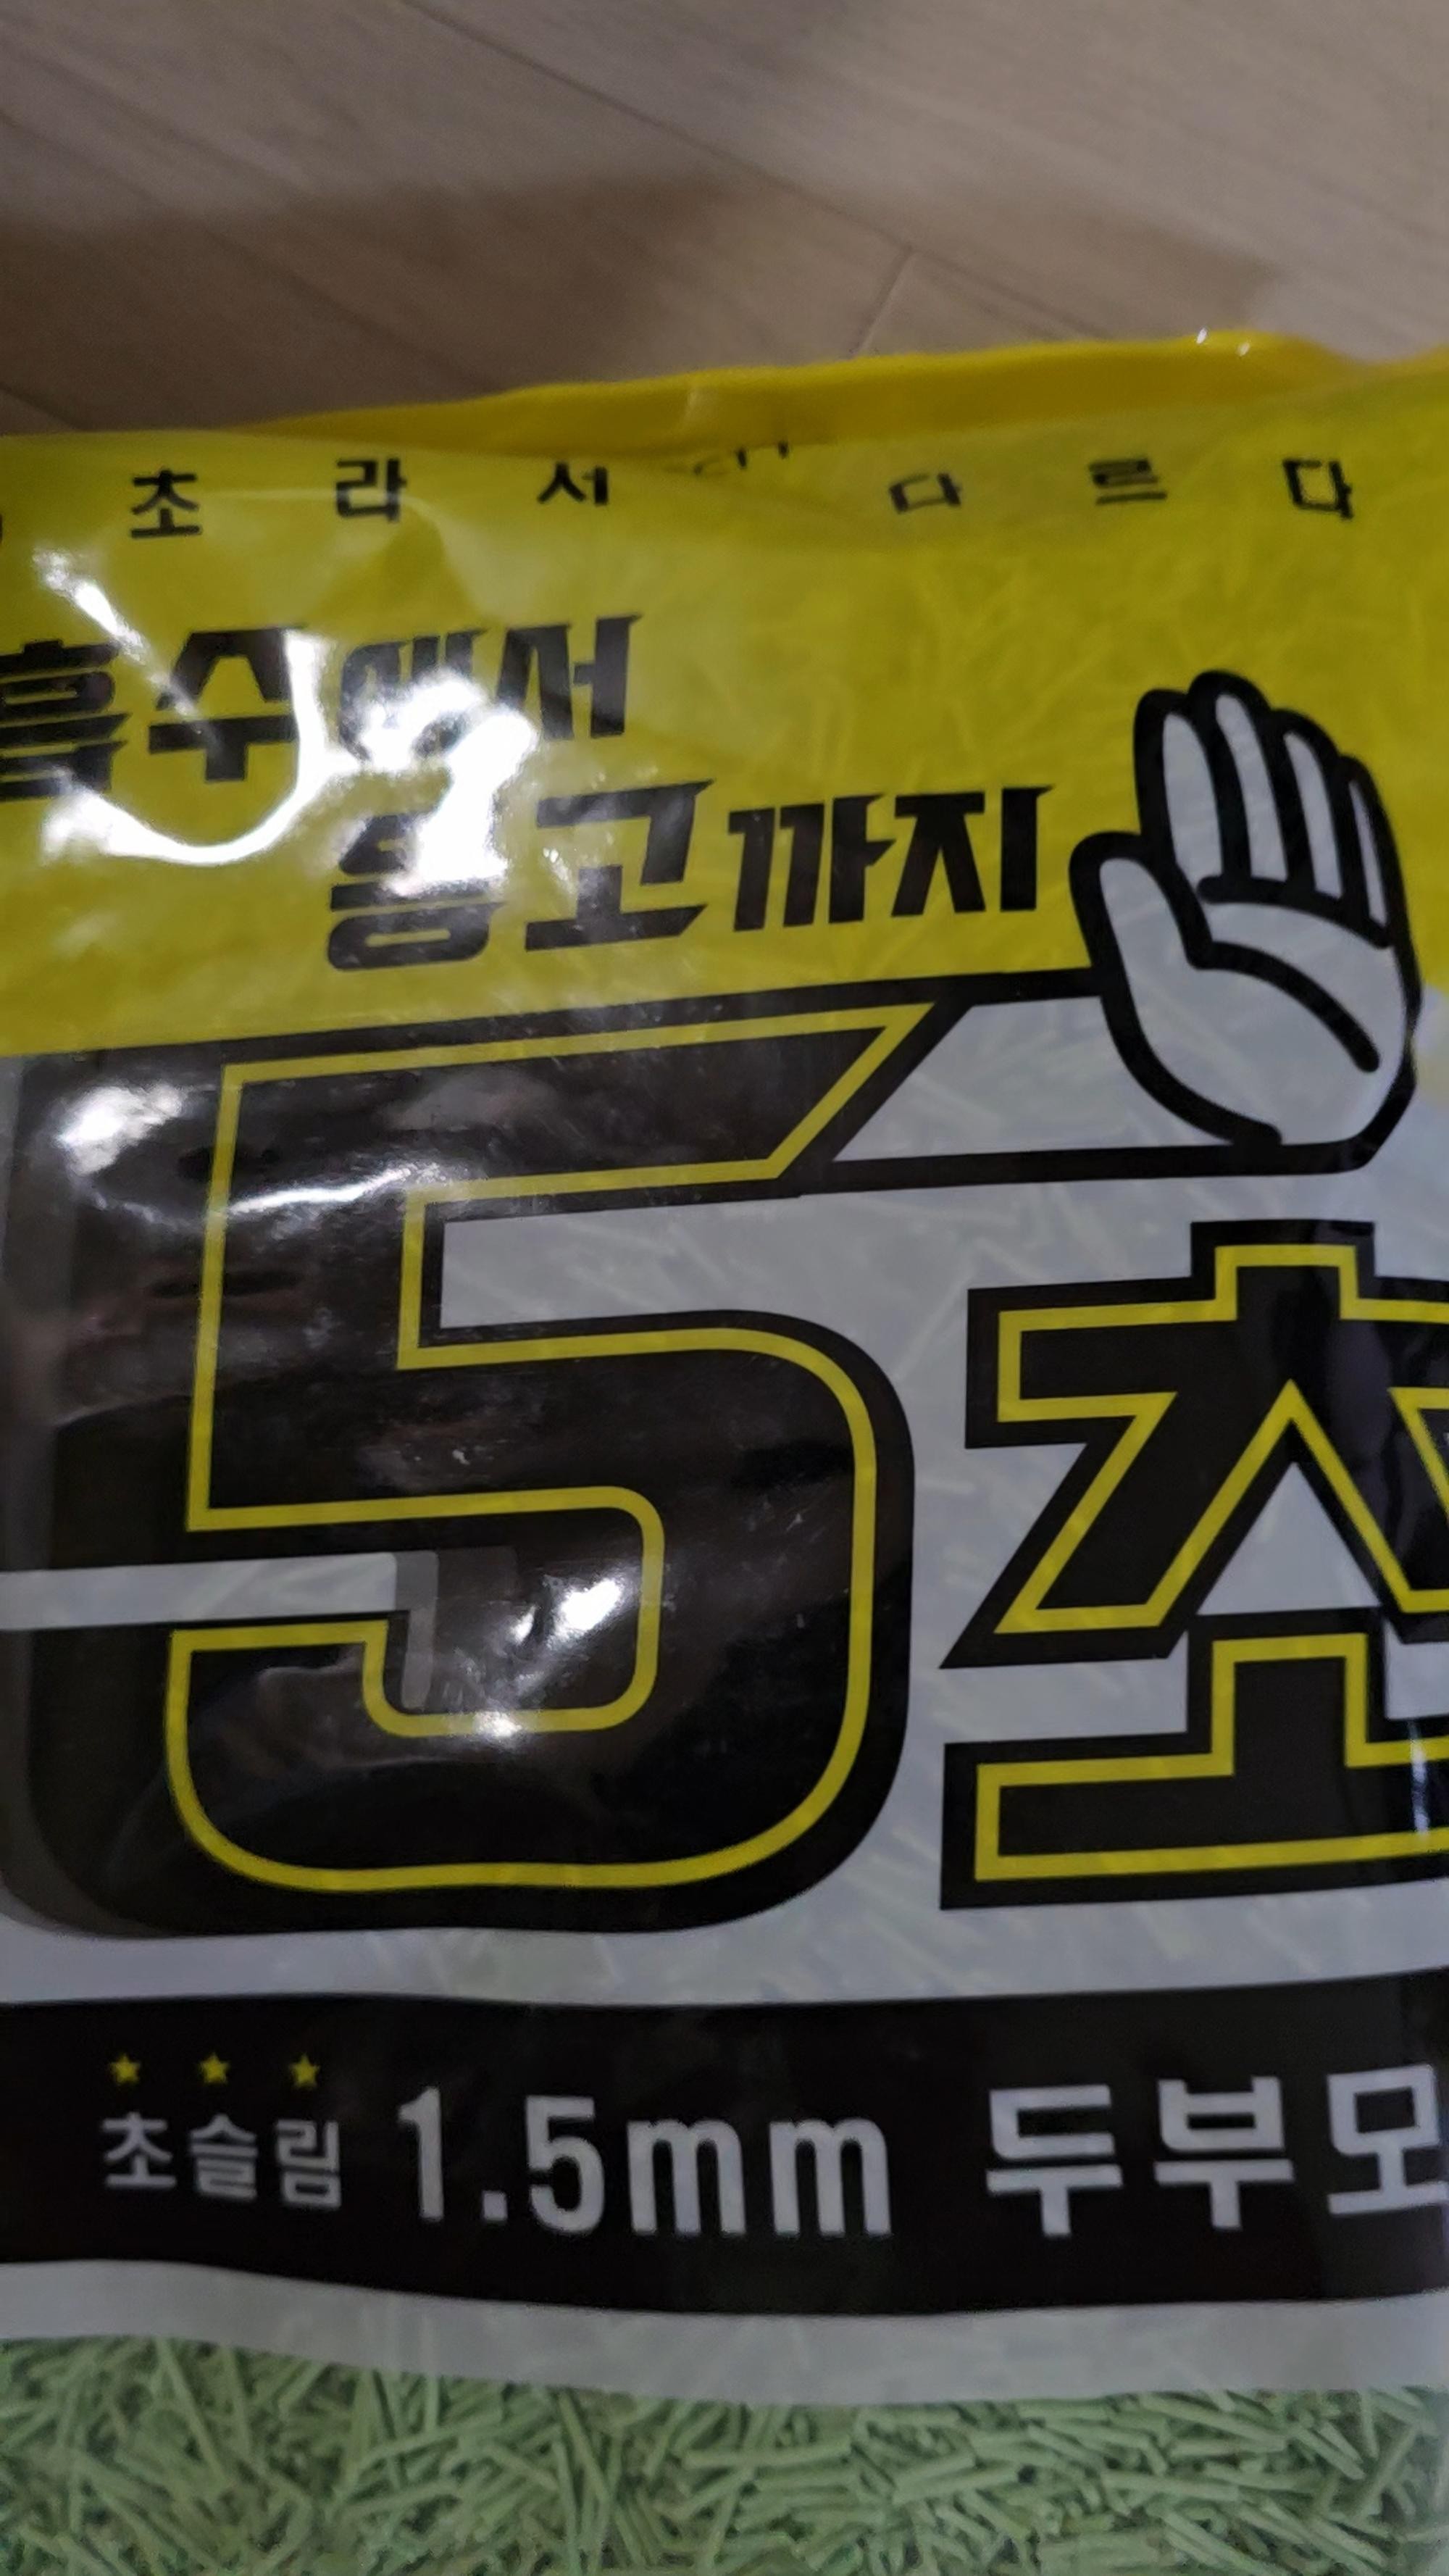 초라서 다르다
흡수에서
응고까지
5초
초슬림 1.5mm 두부모